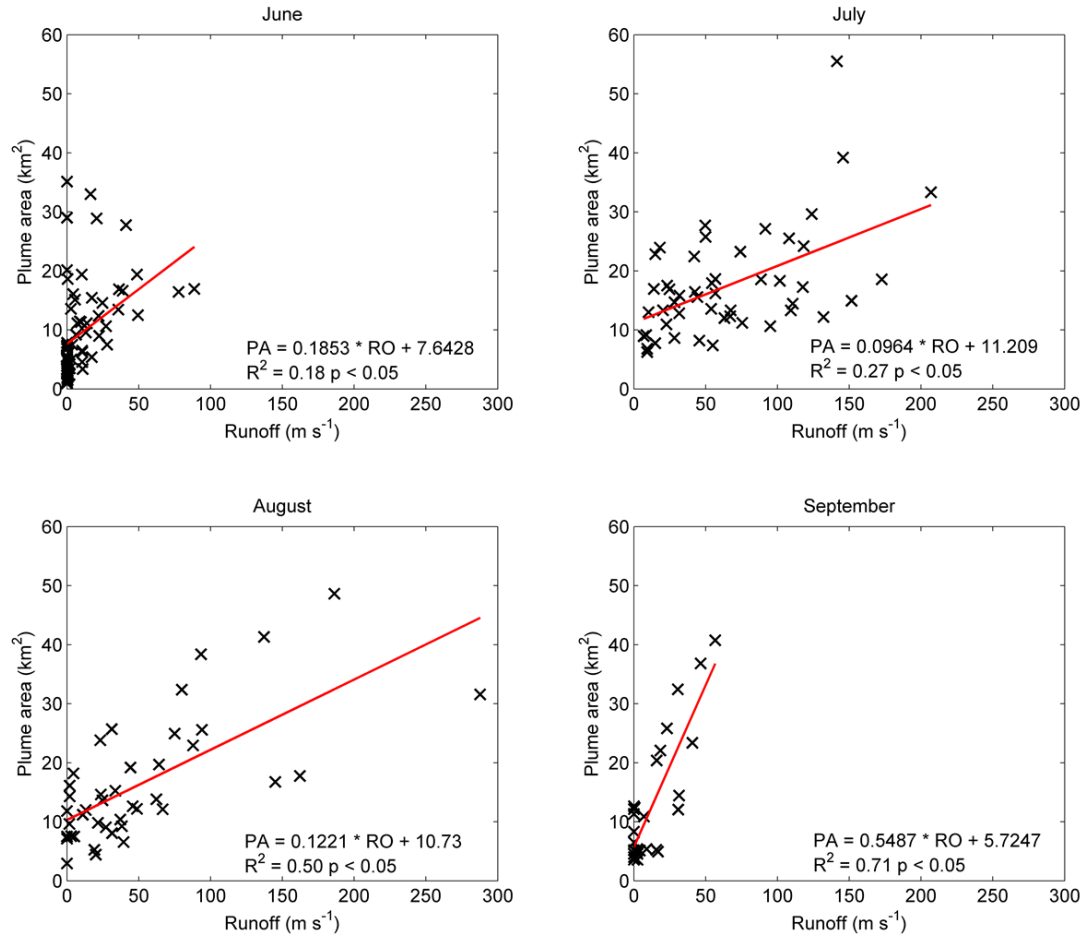 June
60
50
40
30
20
10
0
Plume area (km²)
0 50 100 150 200 250 300
Runoff (m s⁻¹)
PA = 0.1853 * RO + 7.6428
R² = 0.18 p < 0.05
July
60
50
40
30
20
10
0
Plume area (km²)
0 50 100 150 200 250 300
Runoff (m s⁻¹)
PA = 0.0964 * RO + 11.209
R² = 0.27 p < 0.05
August
60
50
40
30
20
10
0
Plume area (km²)
0 50 100 150 200 250 300
Runoff (m s⁻¹)
PA = 0.1221 * RO + 10.73
R² = 0.50 p < 0.05
September
60
50
40
30
20
10
0
Plume area (km²)
0 50 100 150 200 250 300
Runoff (m s⁻¹)
PA = 0.5487 * RO + 5.7247
R² = 0.71 p < 0.05